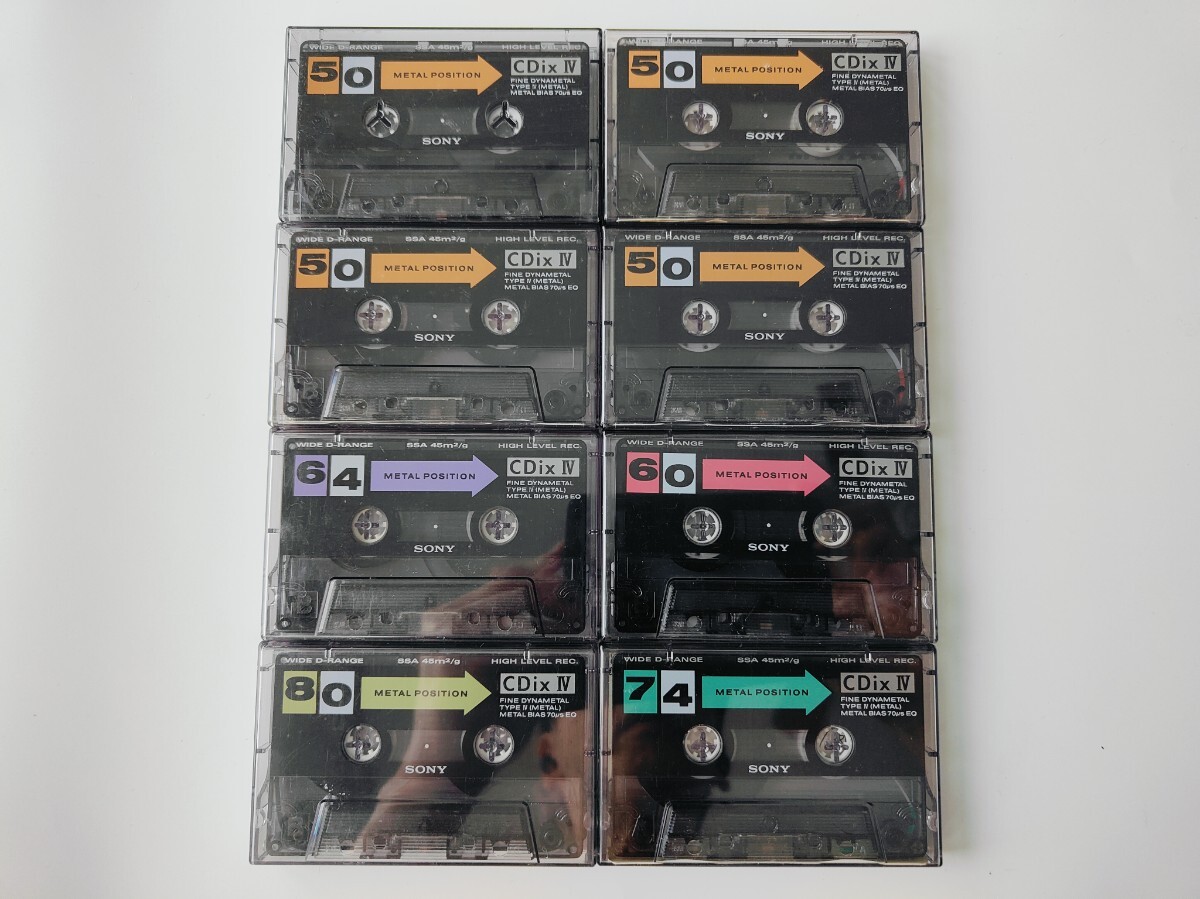 WIDE D-RANGE SSA 45m²/g HIGH LEVEL REC.
50 METAL POSITION CDix IV
FINE DYNAMETAL
TYPE IV (METAL)
METAL BIAS 70μs EQ
SONY
WIDE D-RANGE SSA 45m²/g HIGH LEVEL REC.
50 METAL POSITION CDix IV
FINE DYNAMETAL
TYPE IV (METAL)
METAL BIAS 70μs EQ
SONY
WIDE D-RANGE SSA 45m²/g HIGH LEVEL REC.
50 METAL POSITION CDix IV
FINE DYNAMETAL
TYPE IV (METAL)
METAL BIAS 70μs EQ
SONY
WIDE D-RANGE SSA 45m²/g HIGH LEVEL REC.
50 METAL POSITION CDix IV
FINE DYNAMETAL
TYPE IV (METAL)
METAL BIAS 70μs EQ
SONY
WIDE D-RANGE SSA 45m²/g HIGH LEVEL REC.
64 METAL POSITION CDix IV
FINE DYNAMETAL
TYPE IV (METAL)
METAL BIAS 70μs EQ
SONY
WIDE D-RANGE SSA 45m²/g HIGH LEVEL REC.
60 METAL POSITION CDix IV
FINE DYNAMETAL
TYPE IV (METAL)
METAL BIAS 70μs EQ
SONY
WIDE D-RANGE SSA 45m²/g HIGH LEVEL REC.
80 METAL POSITION CDix IV
FINE DYNAMETAL
TYPE IV (METAL)
METAL BIAS 70μs EQ
SONY
WIDE D-RANGE SSA 45m²/g HIGH LEVEL REC.
74 METAL POSITION CDix IV
FINE DYNAMETAL
TYPE IV (METAL)
METAL BIAS 70μs EQ
SONY